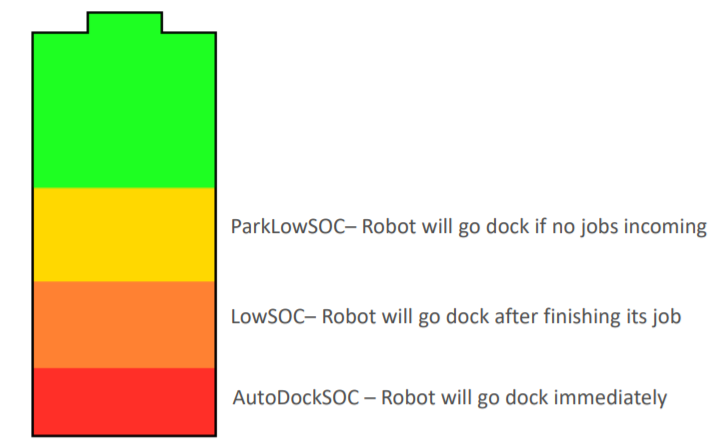 ParkLowSOC– Robot will go dock if no jobs incoming
LowSOC– Robot will go dock after finishing its job
AutoDockSOC – Robot will go dock immediately